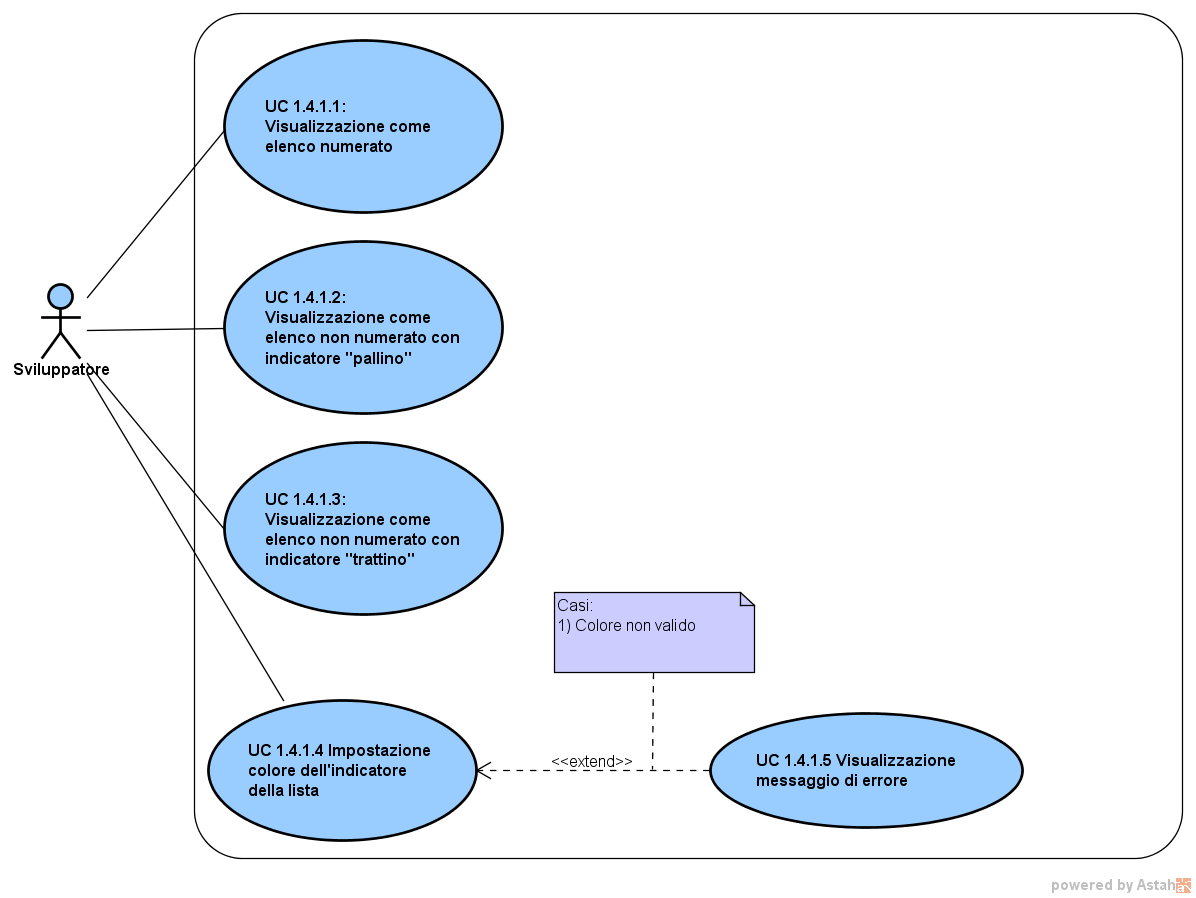 UC 1.4.1.1:
Visualizzazione come
elenco numerato
UC 1.4.1.2:
Visualizzazione come
elenco non numerato con
indicatore "pallino"
Sviluppatore
UC 1.4.1.3:
Visualizzazione come
elenco non numerato con
indicatore "trattino"
Casi:
1) Colore non valido
UC 1.4.1.4 Impostazione
colore dell'indicatore
della lista
<<extend>>
UC 1.4.1.5 Visualizzazione
messaggio di errore
powered by Astah